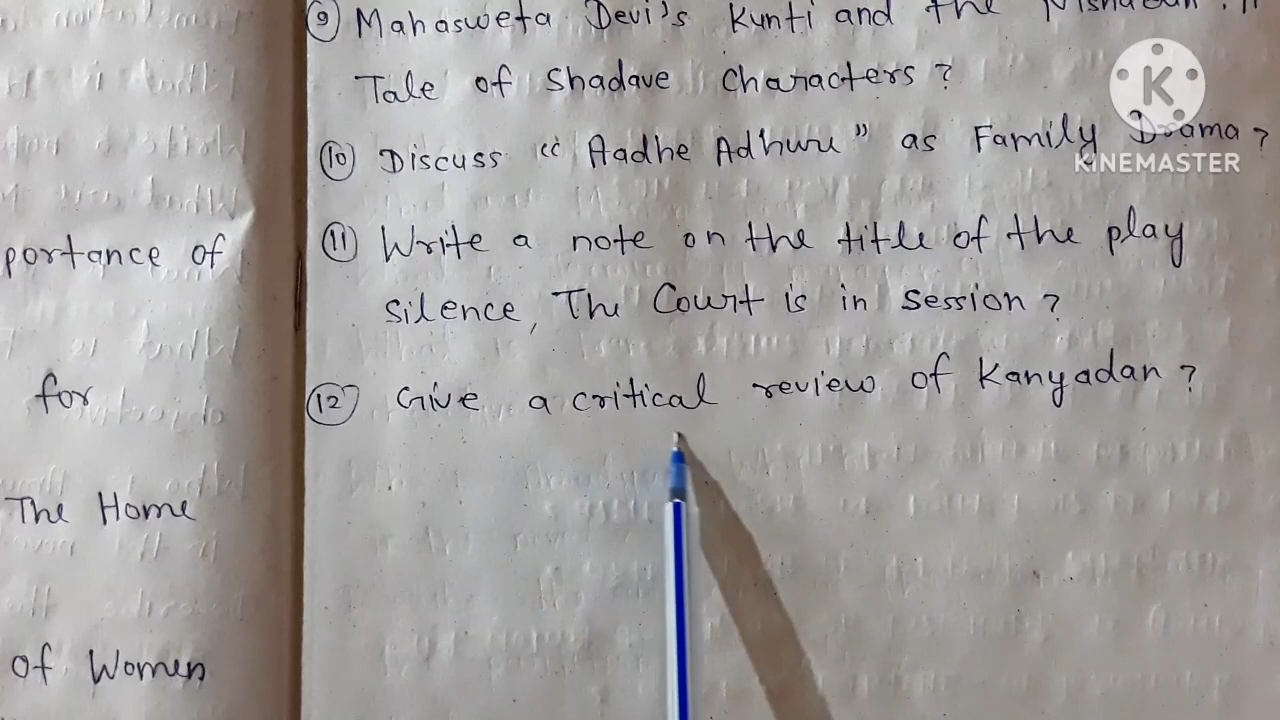 portance of
for
The Home
of Women
9 Mahasweta Devi's Kunti and the
Tale of Shadave characters ?
10 Discuss “ Aadhe Adhure ” as Family Drama ?
11 Write a note on the title of the play
silence, The Court is in session ?
12 Give a critical review of Kanyadan ?
K
KINEMASTER